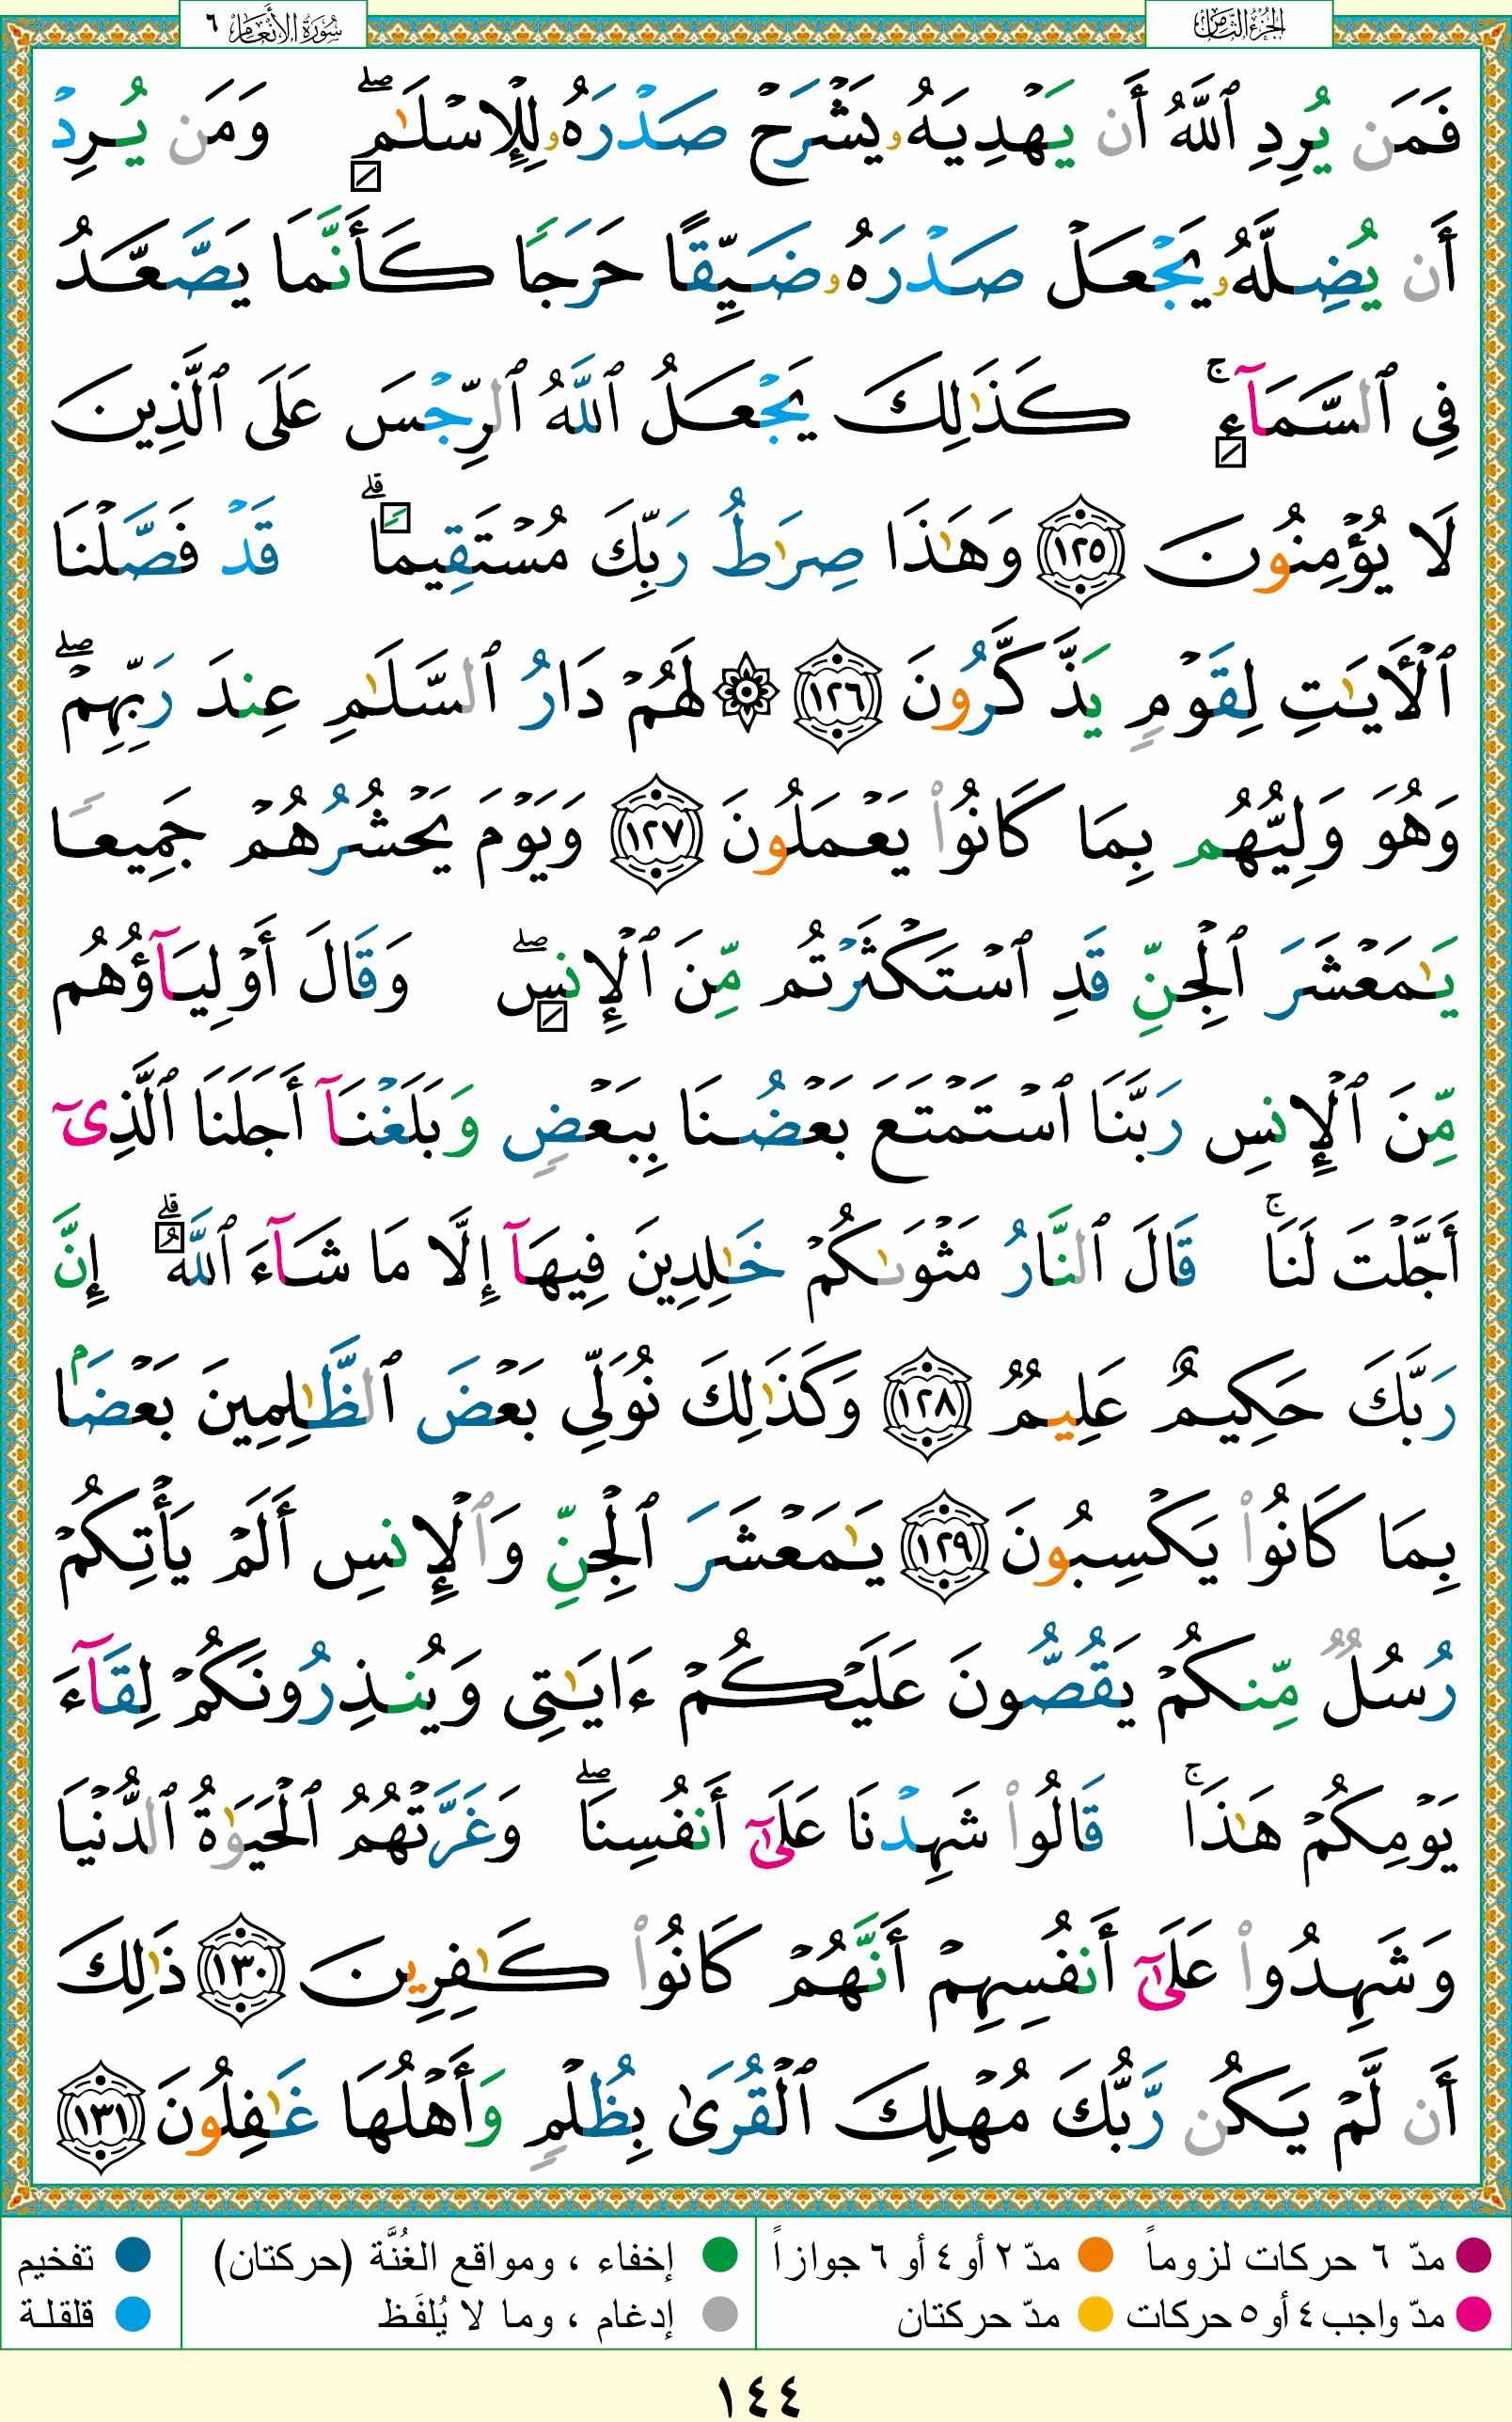 الجزء الثامن
سورة الأنعام ٦
فَمَن يُرِدِ ٱللَّهُ أَن يَهْدِيَهُۥ يَشْرَحْ صَدْرَهُۥ لِلْإِسْلَـٰمِ ۖ وَمَن يُرِدْ
أَن يُضِلَّهُۥ يَجْعَلْ صَدْرَهُۥ ضَيِّقًا حَرَجًا كَأَنَّمَا يَصَّعَّدُ
فِى ٱلسَّمَآءِ ۚ كَذَٰلِكَ يَجْعَلُ ٱللَّهُ ٱلرِّجْسَ عَلَى ٱلَّذِينَ
لَا يُؤْمِنُونَ ١٢٥ وَهَـٰذَا صِرَٰطُ رَبِّكَ مُسْتَقِيمًا ۗ قَدْ فَصَّلْنَا
ٱلْـَٔايَـٰتِ لِقَوْمٍ يَذَّكَّرُونَ ١٢٦ ۞ لَهُمْ دَارُ ٱلسَّلَـٰمِ عِندَ رَبِّهِمْ ۖ
وَهُوَ وَلِيُّهُم بِمَا كَانُوا۟ يَعْمَلُونَ ١٢٧ وَيَوْمَ يَحْشُرُهُمْ جَمِيعًا
يَـٰمَعْشَرَ ٱلْجِنِّ قَدِ ٱسْتَكْثَرْتُم مِّنَ ٱلْإِنسِ ۖ وَقَالَ أَوْلِيَآؤُهُم
مِّنَ ٱلْإِنسِ رَبَّنَا ٱسْتَمْتَعَ بَعْضُنَا بِبَعْضٍ وَبَلَغْنَآ أَجَلَنَا ٱلَّذِىٓ
أَجَّلْتَ لَنَا ۚ قَالَ ٱلنَّارُ مَثْوَىٰكُمْ خَـٰلِدِينَ فِيهَآ إِلَّا مَا شَآءَ ٱللَّهُ ۗ إِنَّ
رَبَّكَ حَكِيمٌ عَلِيمٌ ١٢٨ وَكَذَٰلِكَ نُوَلِّى بَعْضَ ٱلظَّـٰلِمِينَ بَعْضًۢا
بِمَا كَانُوا۟ يَكْسِبُونَ ١٢٩ يَـٰمَعْشَرَ ٱلْجِنِّ وَٱلْإِنسِ أَلَمْ يَأْتِكُمْ
رُسُلٌ مِّنكُمْ يَقُصُّونَ عَلَيْكُمْ ءَايَـٰتِى وَيُنذِرُونَكُمْ لِقَآءَ
يَوْمِكُمْ هَـٰذَا ۚ قَالُوا۟ شَهِدْنَا عَلَىٰٓ أَنفُسِنَا ۖ وَغَرَّتْهُمُ ٱلْحَيَوٰةُ ٱلدُّنْيَا
وَشَهِدُوا۟ عَلَىٰٓ أَنفُسِهِمْ أَنَّهُمْ كَانُوا۟ كَـٰفِرِينَ ١٣٠ ذَٰلِكَ
أَن لَّمْ يَكُن رَّبُّكَ مُهْلِكَ ٱلْقُرَىٰ بِظُلْمٍ وَأَهْلُهَا غَـٰفِلُونَ ١٣١
مدّ ٦ حركات لزوماً
مدّ ٢ أو ٤ أو ٦ جوازاً
إخفاء ، ومواقع الغُنَّة (حركتان)
تفخيم
مدّ واجب ٤ أو ٥ حركات
مدّ حركتان
إدغام ، وما لا يُلفَظ
قلقلة
١٤٤